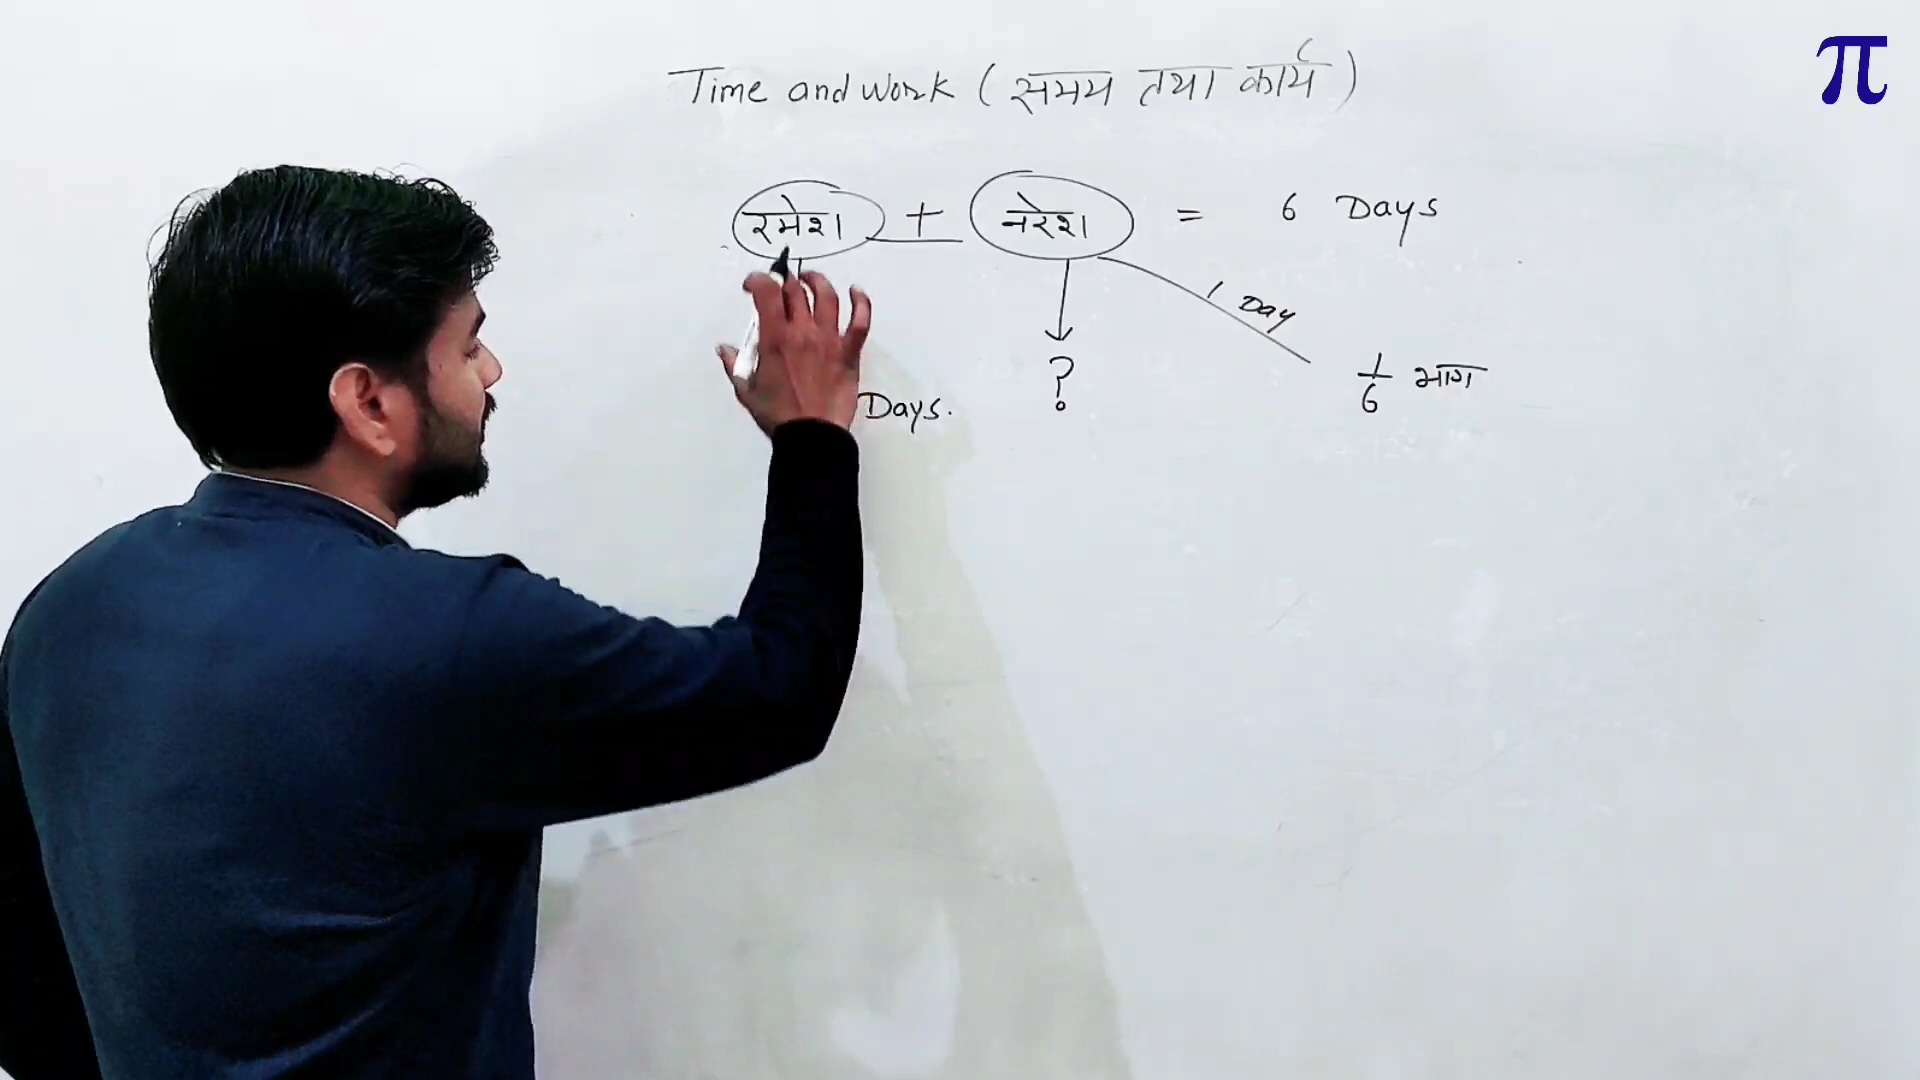 π
Time and work ( समय तथा कार्य )
रमेश + नरेश = 6 Days
1 Day
?
1/6 भाग
Days.